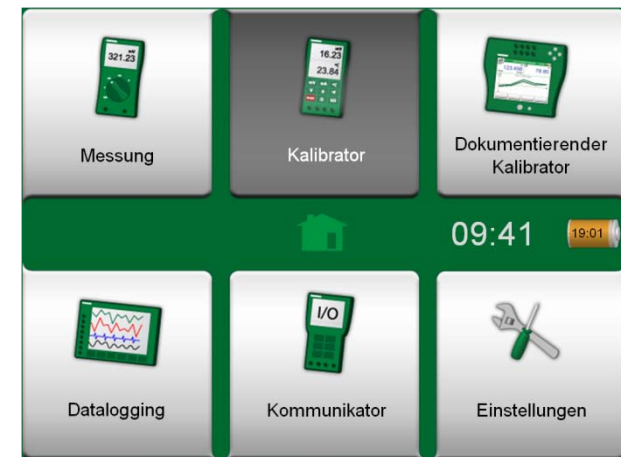 321.23
16.23
23.84
Messung
Kalibrator
Dokumentierender
Kalibrator
09:41
19:01
I/O
Datalogging
Kommunikator
Einstellungen